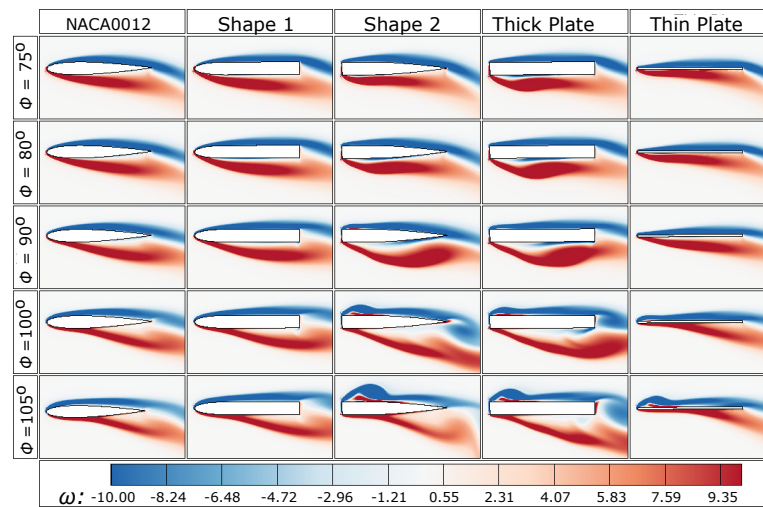 NACA0012 Shape 1 Shape 2 Thick Plate Thin Plate
Φ = 75°
Φ = 80°
Φ = 90°
Φ = 100°
Φ = 105°
ω: -10.00 -8.24 -6.48 -4.72 -2.96 -1.21 0.55 2.31 4.07 5.83 7.59 9.35